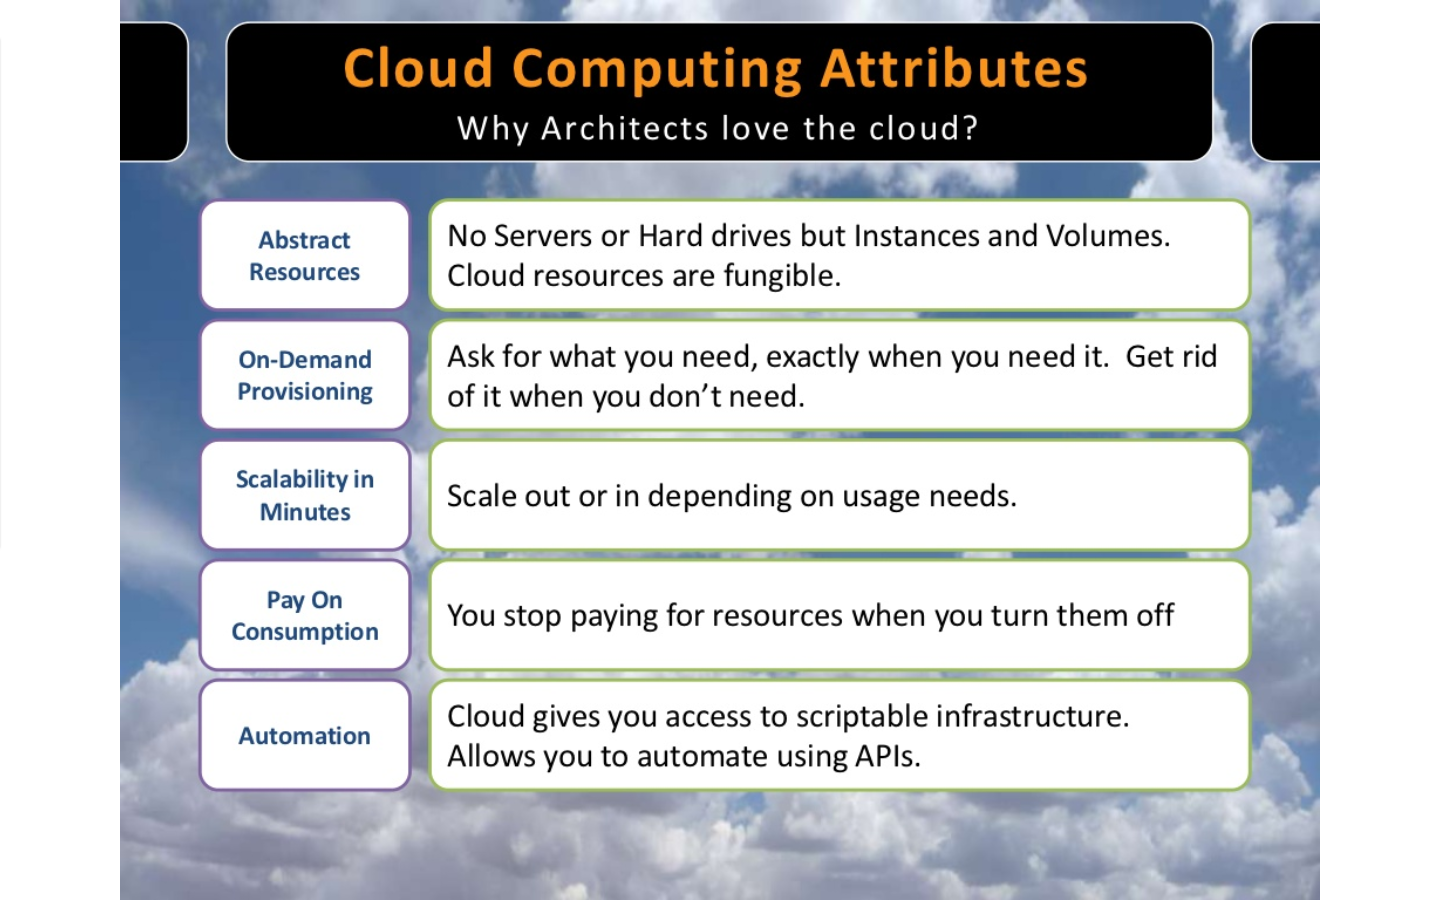 Cloud Computing Attributes
Why Architects love the cloud?
Abstract
Resources
No Servers or Hard drives but Instances and Volumes.
Cloud resources are fungible.
On-Demand
Provisioning
Ask for what you need, exactly when you need it.  Get rid
of it when you don’t need.
Scalability in
Minutes
Scale out or in depending on usage needs.
Pay On
Consumption
You stop paying for resources when you turn them off
Automation
Cloud gives you access to scriptable infrastructure.
Allows you to automate using APIs.